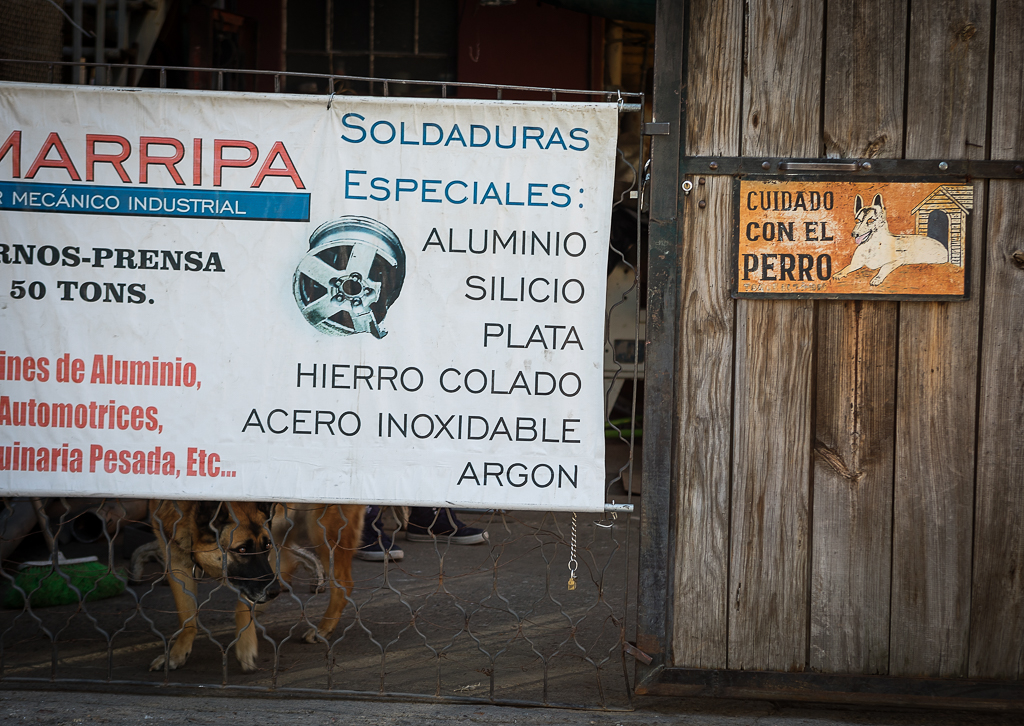 MARRIPA
MECÁNICO INDUSTRIAL
RNOS-PRENSA
50 TONS.
ines de Aluminio,
Automotrices,
uinaria Pesada, Etc...
SOLDADURAS
ESPECIALES:
ALUMINIO
SILICIO
PLATA
HIERRO COLADO
ACERO INOXIDABLE
ARGON
CUIDADO
CON EL
PERRO